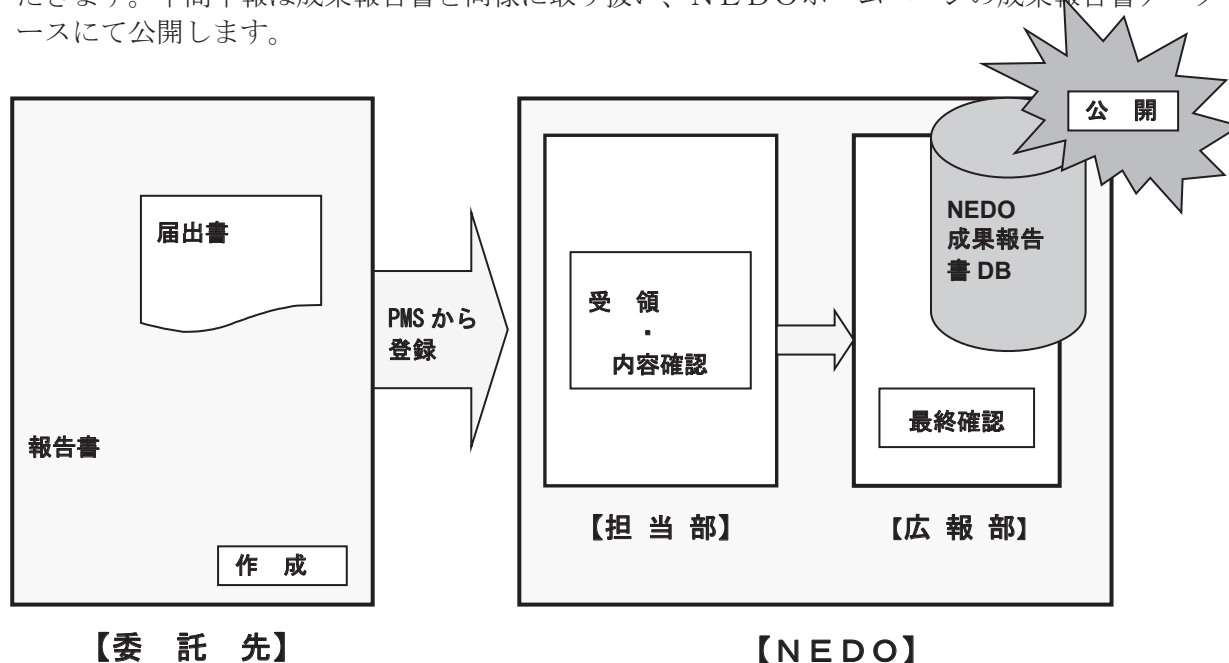 ースにて公開します。
公 開
NEDO
成果報告
書 DB
届出書
PMS から
登録
受 領
・
内容確認
最終確認
報告書
作 成
【担 当 部】
【広 報 部】
【委 託 先】
【NEDO】